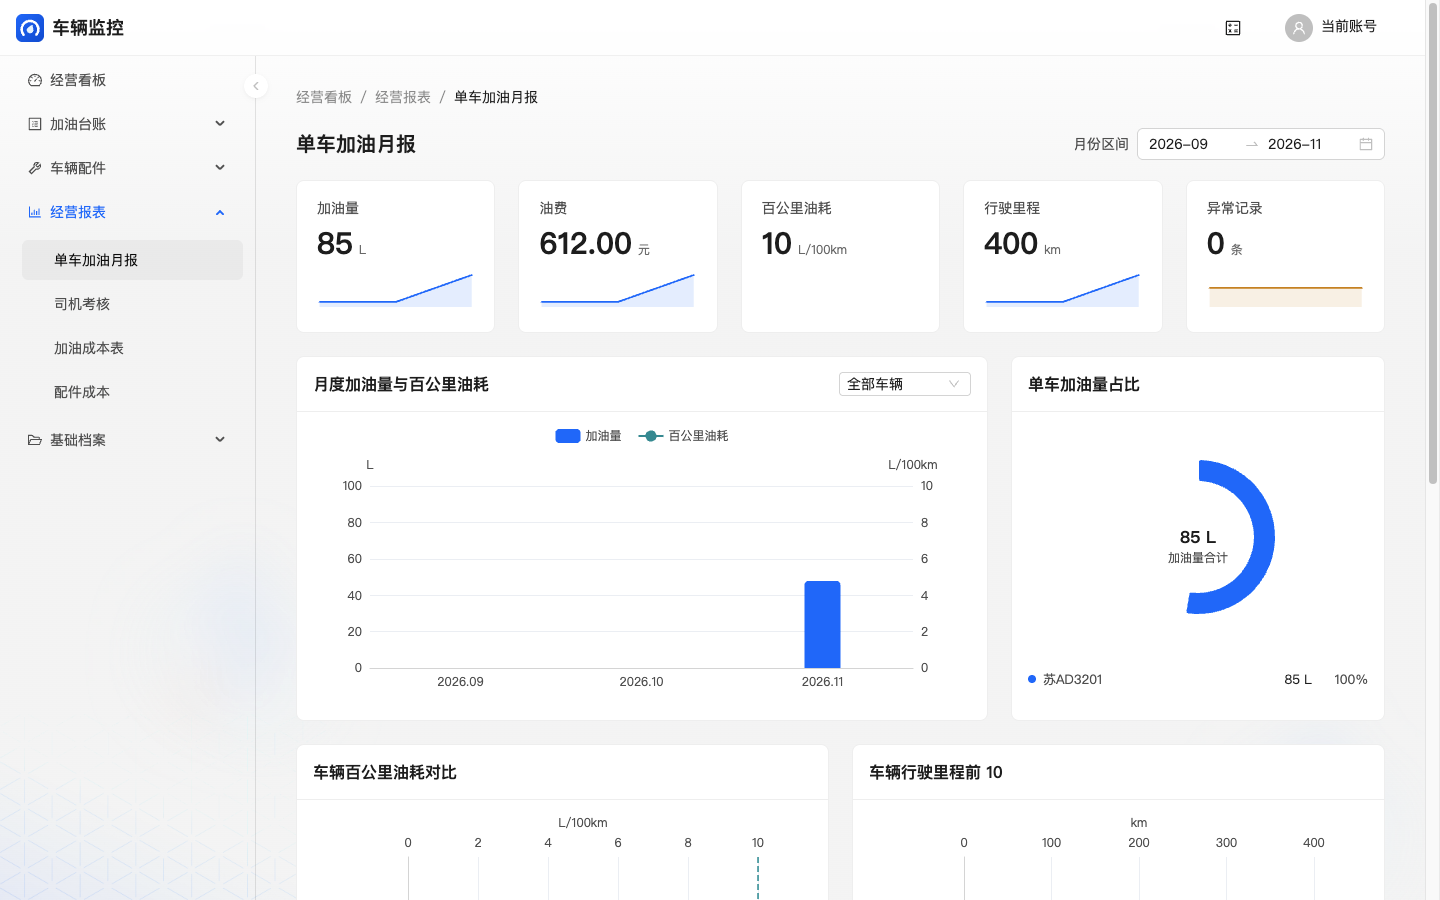 车辆监控
当前账号
经营看板
加油台账
车辆配件
经营报表
单车加油月报
司机考核
加油成本表
配件成本
基础档案
经营看板 / 经营报表 / 单车加油月报
单车加油月报
月份区间 2026-09 → 2026-11
加油量
85 L
油费
612.00 元
百公里油耗
10 L/100km
行驶里程
400 km
异常记录
0 条
月度加油量与百公里油耗
全部车辆
加油量 百公里油耗
L L/100km
100 10
80 8
60 6
40 4
20 2
0 0
2026.09 2026.10 2026.11
单车加油量占比
85 L
加油量合计
苏AD3201 85 L 100%
车辆百公里油耗对比
L/100km
0 2 4 6 8 10
车辆行驶里程前 10
km
0 100 200 300 400